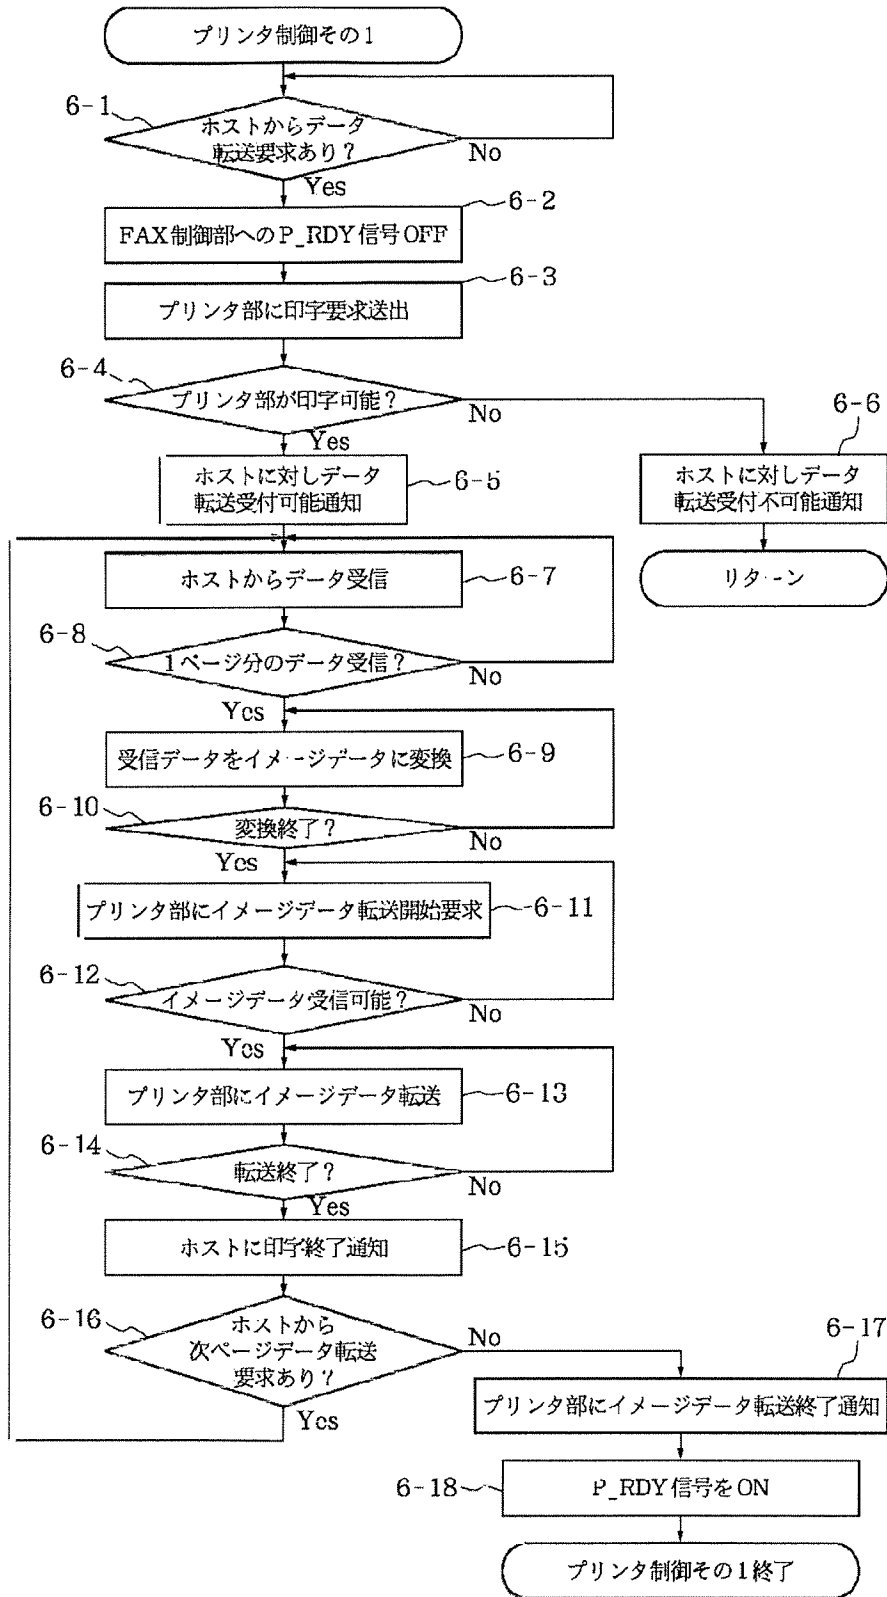 プリンタ制御その1
6-1
ホストからデータ
転送要求あり?
No
Yes
6-2
FAX制御部へのP_RDY信号OFF
6-3
プリンタ部に印字要求送出
6-4
プリンタ部が印字可能?
No
Yes
6-6
ホストに対しデータ
転送受付可能通知
6-5
ホストに対しデータ
転送受付不可能通知
ホストからデータ受信
6-7
リターン
6-8
1ページ分のデータ受信?
No
Yes
受信データをイメージデータに変換
6-9
6-10
変換終了?
No
Yes
プリンタ部にイメージデータ転送開始要求
6-11
6-12
イメージデータ受信可能?
No
Yes
プリンタ部にイメージデータ転送
6-13
6-14
転送終了?
No
Yes
ホストに印字終了通知
6-15
6-16
ホストから
次ページデータ転送
要求あり?
No
Yes
6-17
プリンタ部にイメージデータ転送終了通知
6-18
P_RDY信号をON
プリンタ制御その1終了